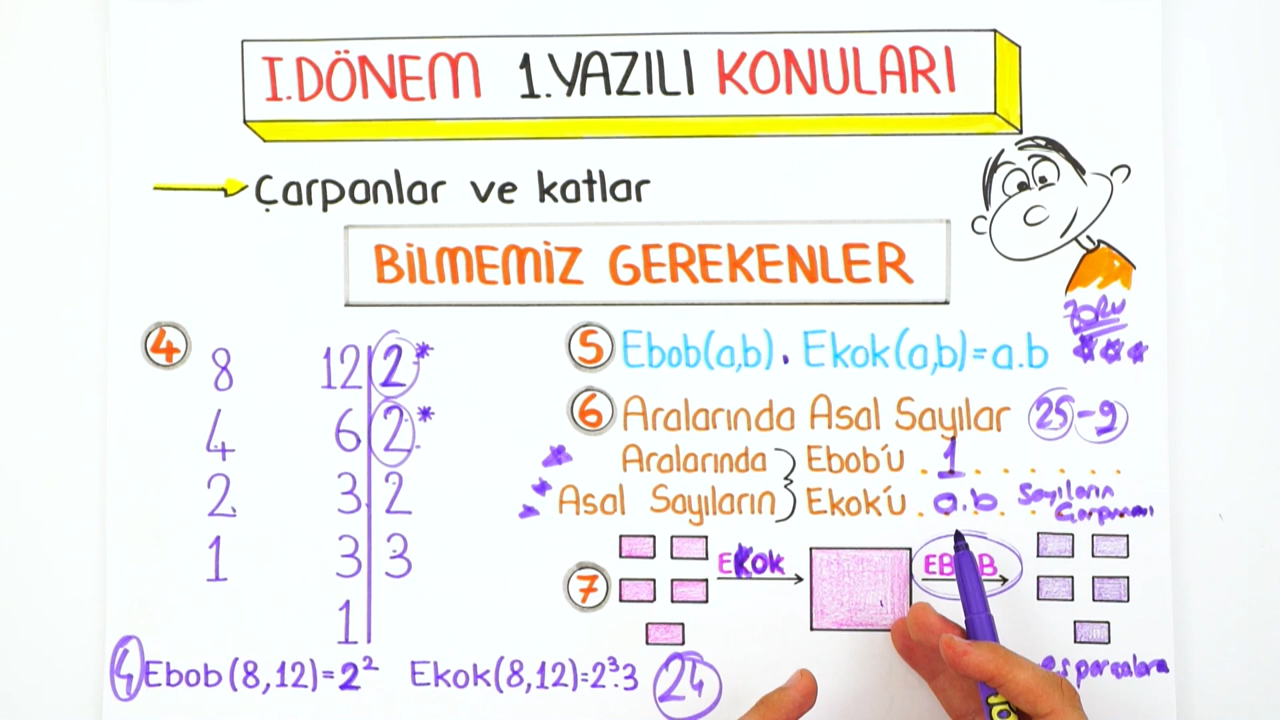 I.DÖNEM 1.YAZILI KONULARI
Çarpanlar ve katlar
BİLMEMİZ GEREKENLER
4
8 12 2*
4 6 2*
2 3 2
1 3 3
1
4 Ebob(8,12)=2² Ekok(8,12)=2³.3 24
ZORU
5 Ebob(a,b).Ekok(a,b)=a.b
6 Aralarında Asal Sayılar 25-9
Aralarında Ebob'u .1.......
Asal Sayıların Ekok'u .a.b. Sayıların
Çarpımı
7 EKOK EBOB